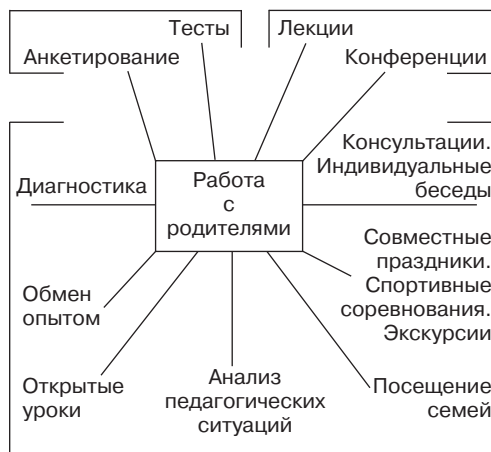 Тесты
Лекции
Анкетирование
Конференции
Консультации.
Индивидуальные
беседы
Диагностика
Работа
с
родителями
Совместные
праздники.
Спортивные
соревнования.
Экскурсии
Обмен
опытом
Открытые
уроки
Анализ
педагогических
ситуаций
Посещение
семей